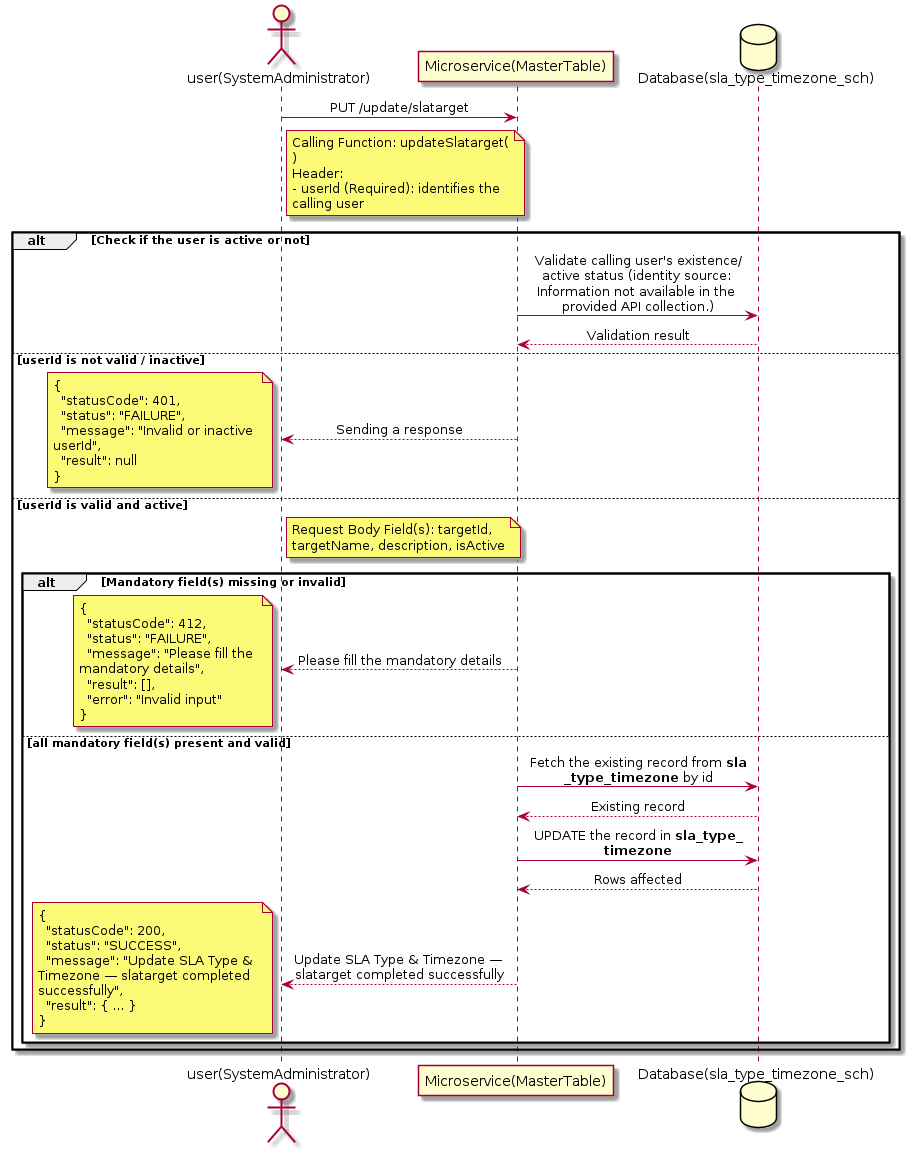 user(SystemAdministrator)
Microservice(MasterTable)
Database(sla_type_timezone_sch)
PUT /update/slatarget
Calling Function: updateSlatarget(
)
Header:
- userId (Required): identifies the
calling user
alt
[Check if the user is active or not]
Validate calling user's existence/
active status (identity source:
Information not available in the
provided API collection.)
Validation result
[userId is not valid / inactive]
{
"statusCode": 401,
"status": "FAILURE",
"message": "Invalid or inactive
userId",
"result": null
}
Sending a response
[userId is valid and active]
Request Body Field(s): targetId,
targetName, description, isActive
alt
[Mandatory field(s) missing or invalid]
{
"statusCode": 412,
"status": "FAILURE",
"message": "Please fill the
mandatory details",
"result": [],
"error": "Invalid input"
}
Please fill the mandatory details
[all mandatory field(s) present and valid]
Fetch the existing record from sla
_type_timezone by id
Existing record
UPDATE the record in sla_type_
timezone
Rows affected
{
"statusCode": 200,
"status": "SUCCESS",
"message": "Update SLA Type &
Timezone — slatarget completed
successfully",
"result": { ... }
}
Update SLA Type & Timezone —
slatarget completed successfully
user(SystemAdministrator)
Microservice(MasterTable)
Database(sla_type_timezone_sch)